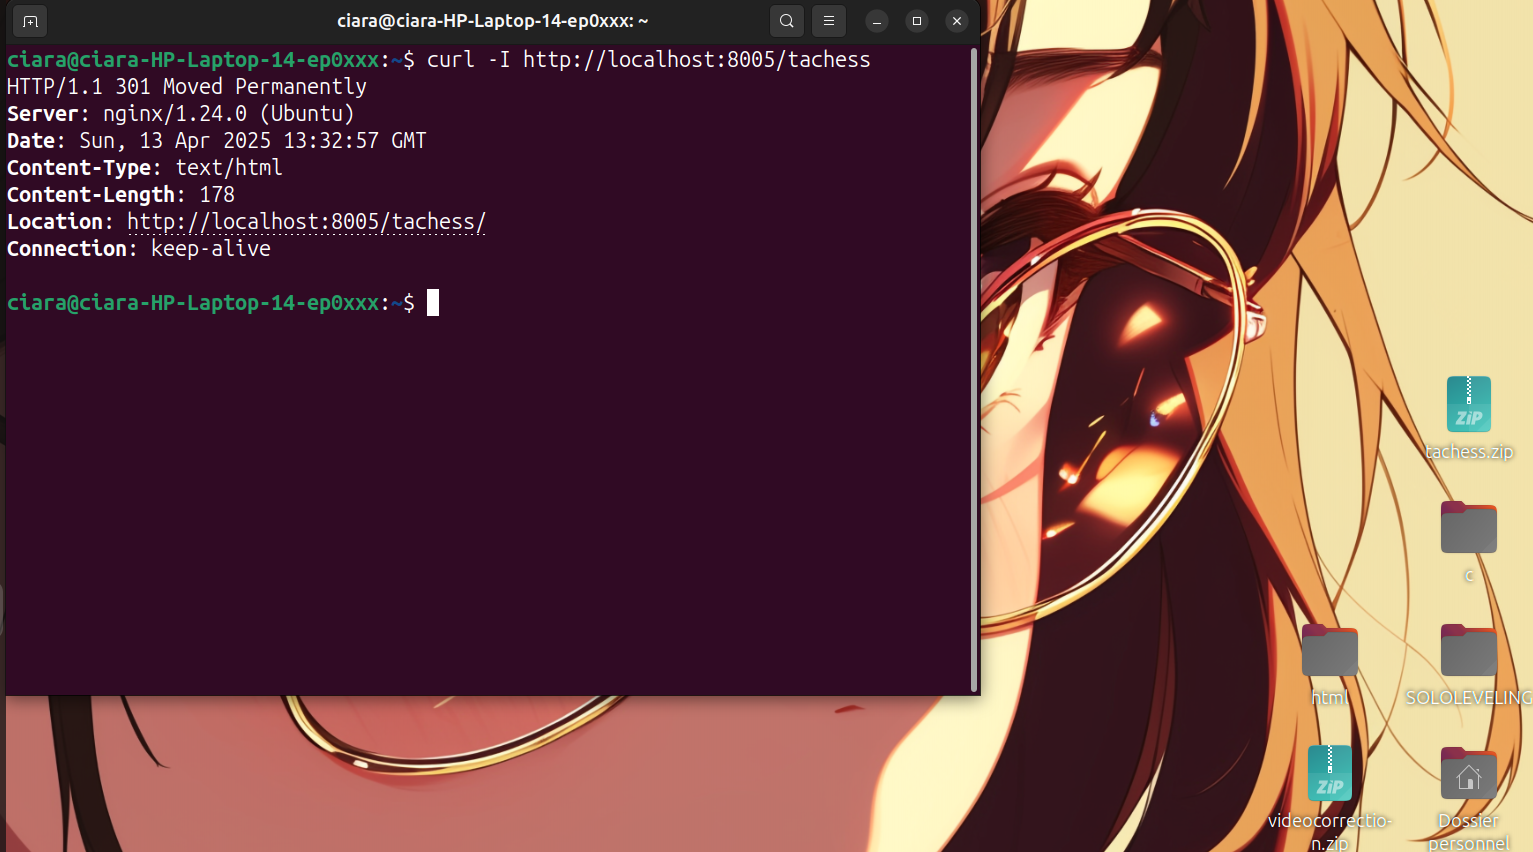 ciara@ciara-HP-Laptop-14-ep0xxx: ~
ciara@ciara-HP-Laptop-14-ep0xxx:~$ curl -I http://localhost:8005/tachess
HTTP/1.1 301 Moved Permanently
Server: nginx/1.24.0 (Ubuntu)
Date: Sun, 13 Apr 2025 13:32:57 GMT
Content-Type: text/html
Content-Length: 178
Location: http://localhost:8005/tachess/
Connection: keep-alive
ciara@ciara-HP-Laptop-14-ep0xxx:~$
ZiP
tachess.zip
c
html
SOLOLEVELING
ZiP
videocorrectio-
n.zip
Dossier
personnel